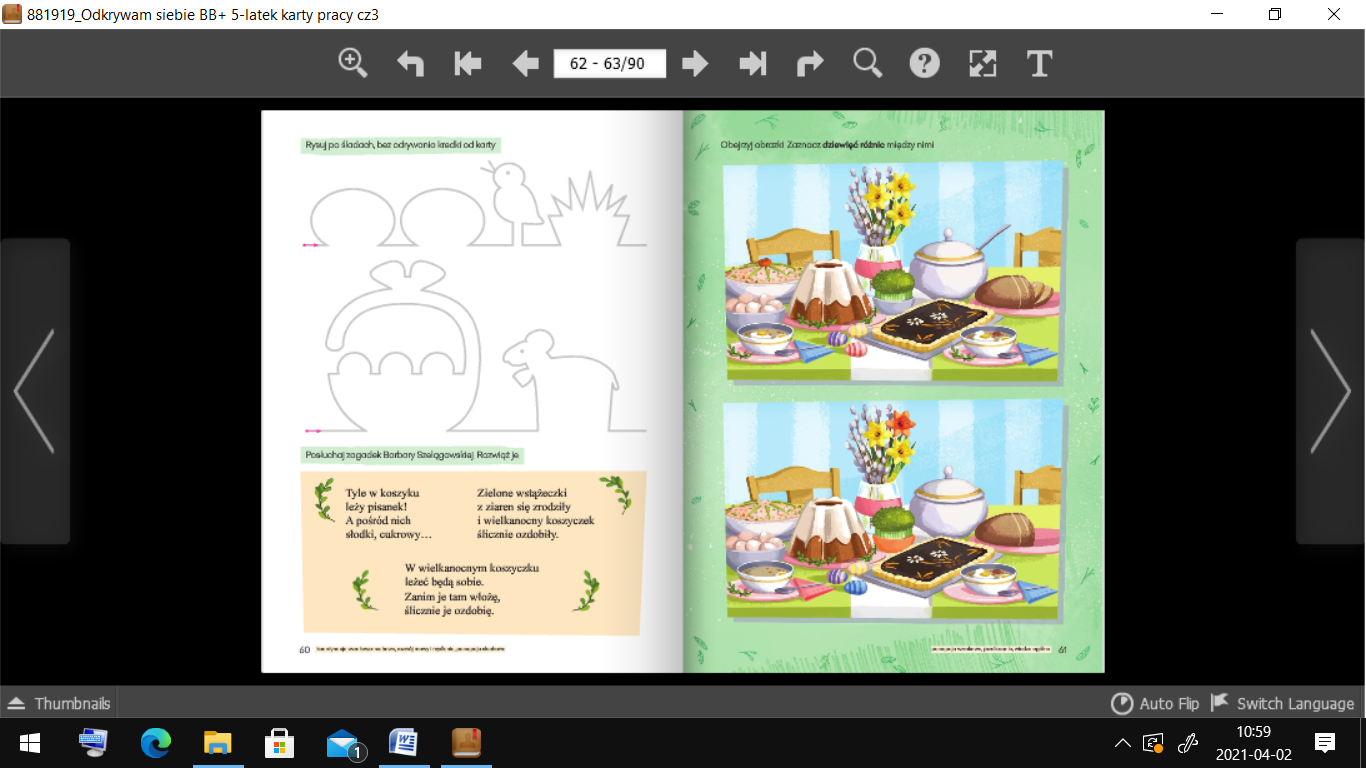 881919_Odkrywam siebie BB+ 5-latek karty pracy cz3
62 - 63/90
Rysuj po śladach, bez odrywania kredki od karty
Posłuchaj zagadek Barbary Szelągowskiej Rozwiąż je
Tyle w koszyku
leży pisanek!
A pośród nich
słodki, cukrowy…
Zielone wstążeczki
z ziaren się zrodziły
i wielkanocny koszyczek
ślicznie ozdobiły.
W wielkanocnym koszyczku
leżeć będą sobie.
Zanim je tam włożę,
ślicznie je ozdobię.
60
Obejrzyj obrazki Zaznacz dziewięć różnic między nimi
61
Thumbnails
Auto Flip
Switch Language
1
10:59
2021-04-02